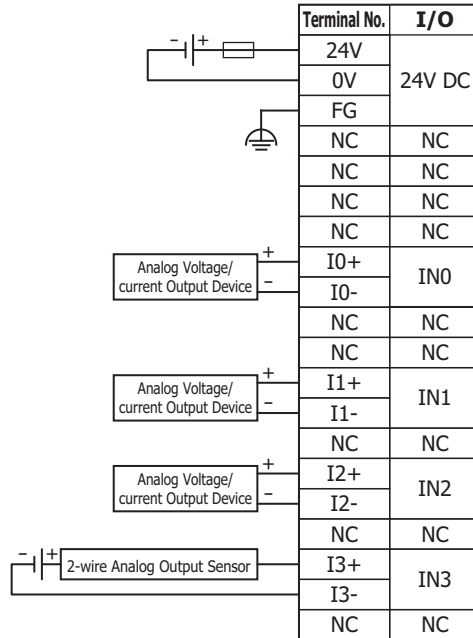 Terminal No. I/O
- + 24V
0V 24V DC
FG
NC NC
NC NC
NC NC
NC NC
Analog Voltage/
current Output Device
+ I0+ IN0
- I0-
NC NC
NC NC
Analog Voltage/
current Output Device
+ I1+ IN1
- I1-
NC NC
Analog Voltage/
current Output Device
+ I2+ IN2
- I2-
NC NC
- + 2-wire Analog Output Sensor I3+ IN3
I3-
NC NC